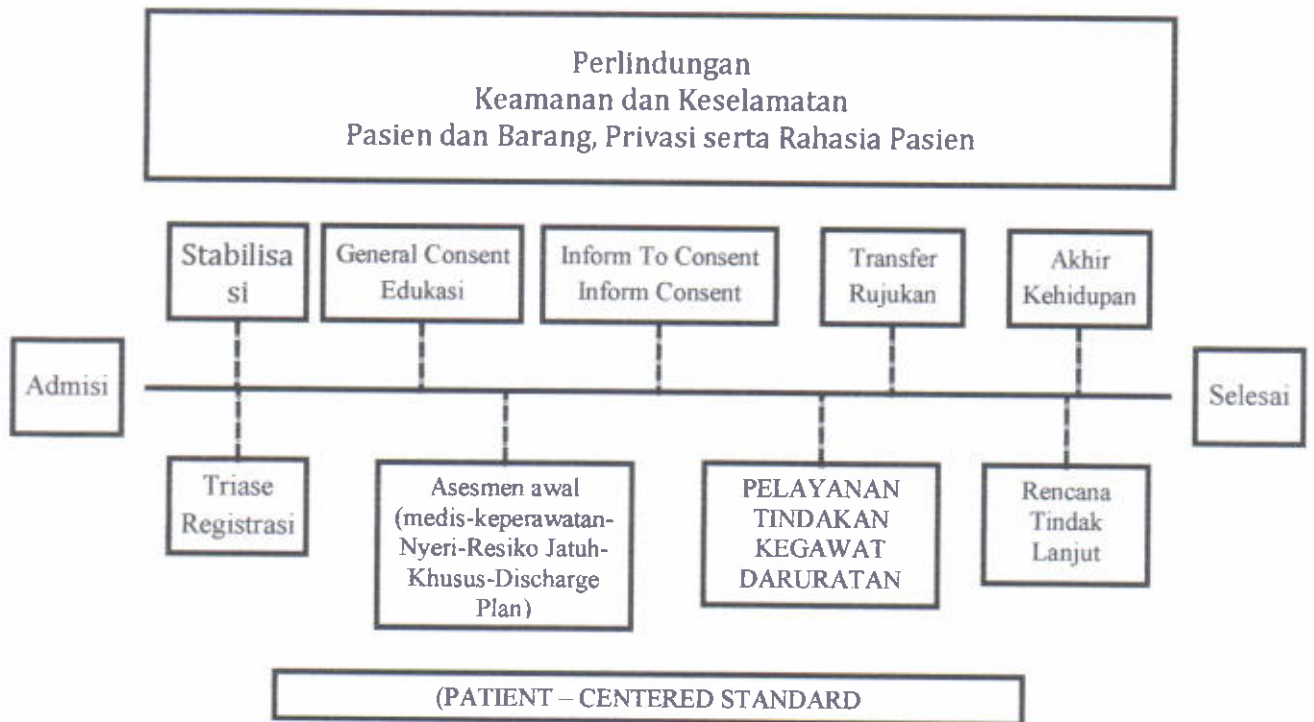 Perlindungan
Keamanan dan Keselamatan
Pasien dan Barang, Privasi serta Rahasia Pasien
Stabilisa
si
General Consent
Edukasi
Inform To Consent
Inform Consent
Transfer
Rujukan
Akhir
Kehidupan
Admisi
Selesai
Triase
Registrasi
Asesmen awal
(medis-keperawatan-
Nyeri-Resiko Jatuh-
Khusus-Discharge
Plan)
PELAYANAN
TINDAKAN
KEGAWAT
DARURATAN
Rencana
Tindak
Lanjut
(PATIENT – CENTERED STANDARD